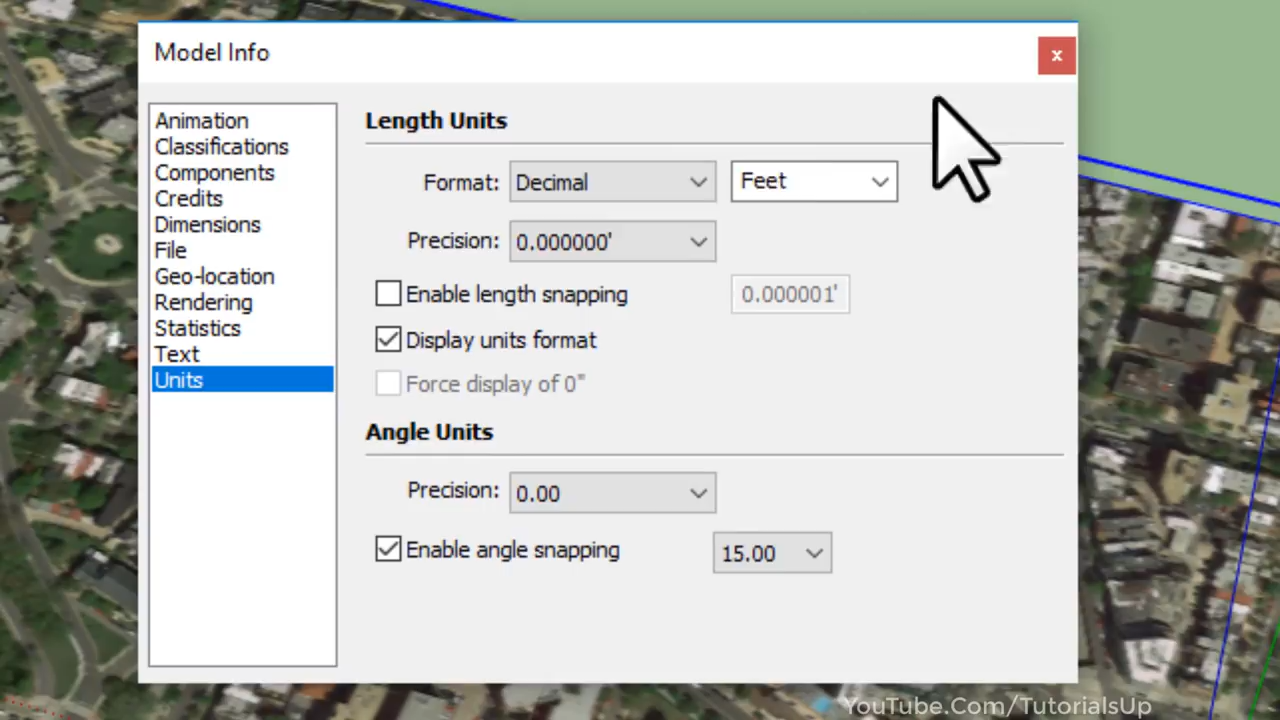 Model Info
x
Animation
Classifications
Components
Credits
Dimensions
File
Geo-location
Rendering
Statistics
Text
Units
Length Units
Format: Decimal Feet
Precision: 0.000000'
Enable length snapping 0.000001'
Display units format
Force display of 0"
Angle Units
Precision: 0.00
Enable angle snapping 15.00
YouTube.Com/TutorialsUp